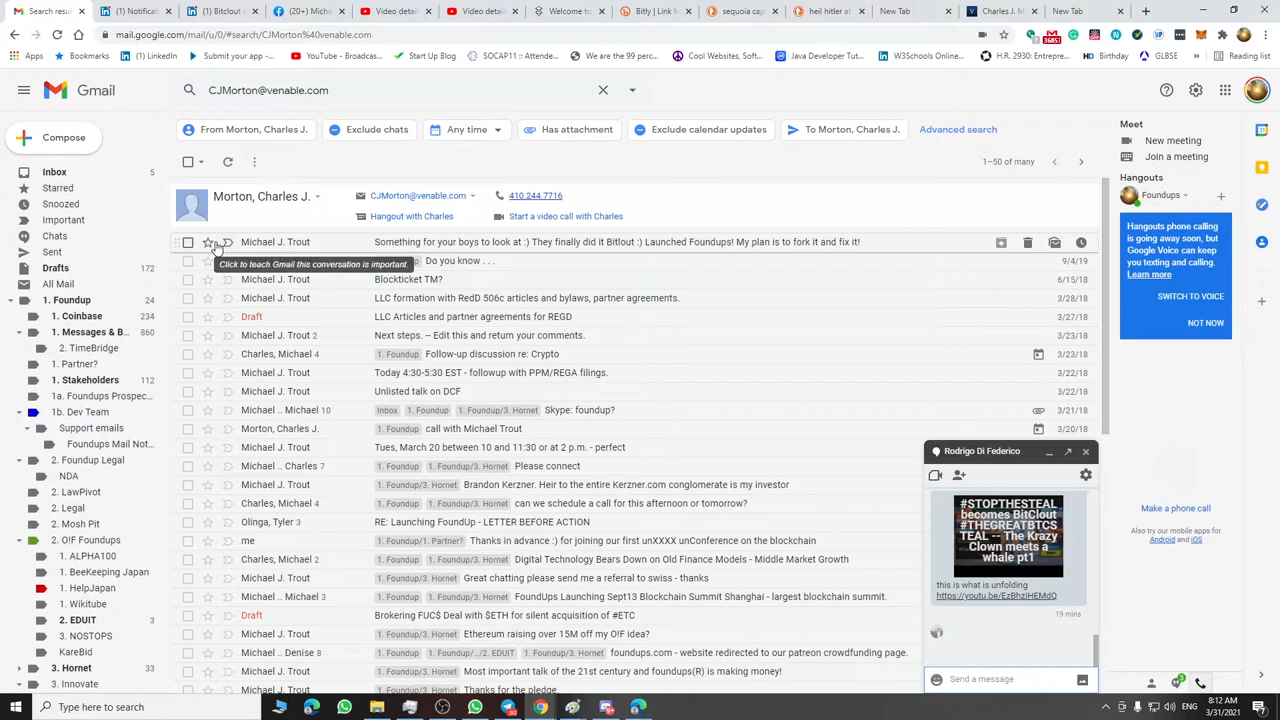 Search resu...
(1) Notificati...
(1) Bitclout i...
(20+) Micha...
Video detail...
Video detail...
Welcome to...
Bitly | Link M...
sequoia cap...
heil hitler at...
New Tab
Charles J. M...
New Tab
mail.google.com/mail/u/0/#search/CJMorton%40venable.com
Apps
Bookmarks
(1) LinkedIn
Submit your app -...
YouTube - Broadcas...
Start Up Blog
SOCAP11 :: Attende...
We are the 99 perc...
Cool Websites, Soft...
Java Developer Tut...
W3Schools Online...
H.R. 2930: Entrepre...
Birthday
GLBSE
»
Reading list
Gmail
CJMorton@venable.com
Compose
From Morton, Charles J.
Exclude chats
Any time
Has attachment
Exclude calendar updates
To Morton, Charles J.
Advanced search
1–50 of many
Inbox 5
Starred
Snoozed
Important
Chats
Sent
Drafts 172
All Mail
1. Foundup 24
1. Coinbase 234
1. Messages & B... 860
2. TimeBridge
1. Partner?
1. Stakeholders 112
1a. Foundups Prospec...
1b. Dev Team
Support emails
Foundups Mail Not...
2. Foundup Legal
NDA
2. LawPivot
2. Legal
2. Mosh Pit
2. O!F Foundups
1. ALPHA100
1. BeeKeeping Japan
1. HelpJapan
1. Wikitube
2. EDUIT 3
3. NOSTOPS
KareBid
3. Hornet 33
3. Innovate
Morton, Charles J.
CJMorton@venable.com
410.244.7716
Hangout with Charles
Start a video call with Charles
Michael J. Trout Something for your boys to look at :) They finally did it Bitlout :) Launched Foundups! My plan is to fork it and fix it!
Click to teach Gmail this conversation is important.
Do you know . . . 9/4/19
Michael J. Trout Blockticket TM? 6/15/18
Michael J. Trout LLC formation with RedD 506c articles and bylaws, partner agreements. 3/28/18
Draft LLC Articles and partner agreements for REGD 3/27/18
Michael J. Trout 2 Next steps. -- Edit this and return your comments. 3/23/18
Charles, Michael 4 1. Foundup Follow-up discussion re: Crypto 3/23/18
Michael J. Trout Today 4:30-5:30 EST - followup with PPM/REGA filings. 3/22/18
Michael J. Trout Unlisted talk on DCF 3/22/18
Michael .. Michael 10 Inbox 1. Foundup 1. Foundup/3. Hornet Skype: foundup? 3/21/18
Morton, Charles J. 1. Foundup call with Michael Trout 3/20/18
Michael J. Trout Tues, March 20 between 10 and 11:30 or at 2 p.m. - perfect
Michael .. Charles 7 1. Foundup 1. Foundup/3. Hornet Please connect
Michael J. Trout 1. Foundup/3. Hornet Brandon Kerzner. Heir to the entire Kerzner.com conglomerate is my investor
Charles, Michael 4 1. Foundup/3. Hornet can we schedule a call for this afternoon or tomorrow?
Olinga, Tyler s RE: Launching FoundUp - LETTER BEFORE ACTION
me 1. Foundup/1. Partner? Thanks in advance :) for joining our first unXXXX unConference on the blockchain
Charles, Michael 2 1. Foundup/3. Hornet Digital Technology Bears Down on Old Finance Models - Middle Market Growth
Michael J. Trout 1. Foundup/3. Hornet Great chatting please send me a referral to swiss - thanks
Michael .. Michael 3 1. Foundup/3. Hornet FoundUps Launching Sept13 Blockchain Summit Shanghai - largest blockchain summit.
Draft Brokering FUC$ Deal with $ETH for silent acquisition of #ETC
Michael J. Trout 1. Foundup/3. Hornet Ethereum raising over 15M off my O!F idea?
Michael .. Denise 8 1. Foundup/.../2. EDUIT 1. Foundup/3. Hornet foundups.com - website redirected to our patreon crowdfunding page.
Michael J. Trout 1. Foundup/3. Hornet Most important talk of the 21st century and foundups(R) is making money!
Michael J. Trout 1. Foundup/3. Hornet Thanks for the pledge.
Meet
New meeting
Join a meeting
Hangouts
Foundups
Hangouts phone calling
is going away soon, but
Google Voice can keep
you texting and calling.
Learn more
SWITCH TO VOICE
NOT NOW
Make a phone call
Also try our mobile apps for
Android and iOS
Rodrigo Di Federico
#STOPTHESTEAL
becomes BitClout
#THEGREATBTCS
TEAL -- The Krazy
Clown meets a
whale pt1
this is what is unfolding
https://youtu.be/EzBhziHEMdQ
19 mins
Send a message
Type here to search
8:12 AM
3/31/2021